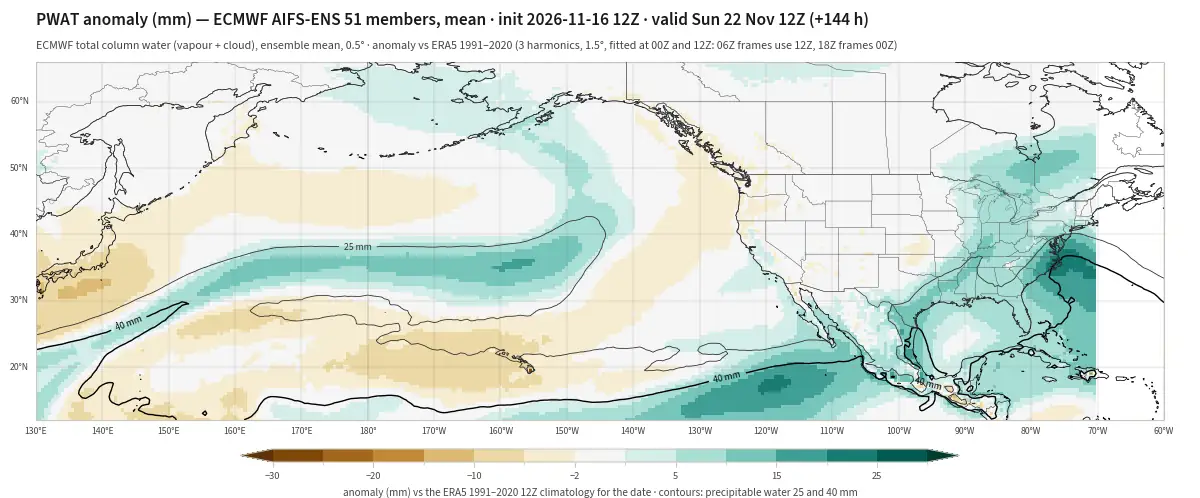 PWAT anomaly (mm) — ECMWF AIFS-ENS 51 members, mean · init 2026-11-16 12Z · valid Sun 22 Nov 12Z (+144 h)
ECMWF total column water (vapour + cloud), ensemble mean, 0.5° · anomaly vs ERA5 1991–2020 (3 harmonics, 1.5°, fitted at 00Z and 12Z: 06Z frames use 12Z, 18Z frames 00Z)
60°N
50°N
40°N
30°N
20°N
25 mm
40 mm
40 mm
40 mm
130°E 140°E 150°E 160°E 170°E 180° 170°W 160°W 150°W 140°W 130°W 120°W 110°W 100°W 90°W 80°W 70°W 60°W
−30 −20 −10 −2 5 15 25
anomaly (mm) vs the ERA5 1991–2020 12Z climatology for the date · contours: precipitable water 25 and 40 mm